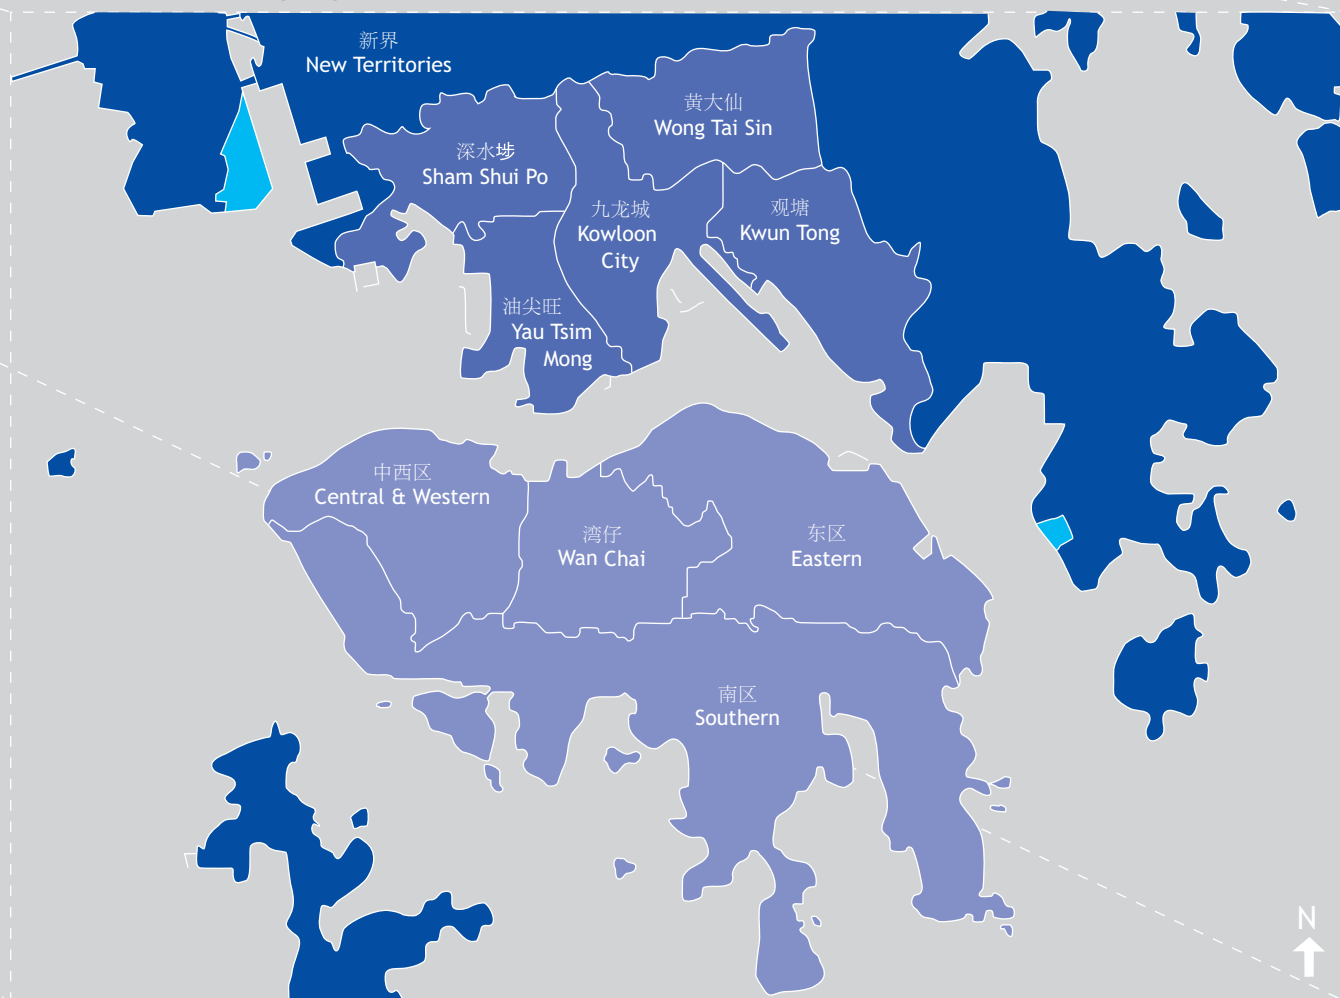 新界
New Territories
黄大仙
Wong Tai Sin
深水埗
Sham Shui Po
九龙城
Kowloon
City
观塘
Kwun Tong
油尖旺
Yau Tsim
Mong
中西区
Central & Western
湾仔
Wan Chai
东区
Eastern
南区
Southern
N